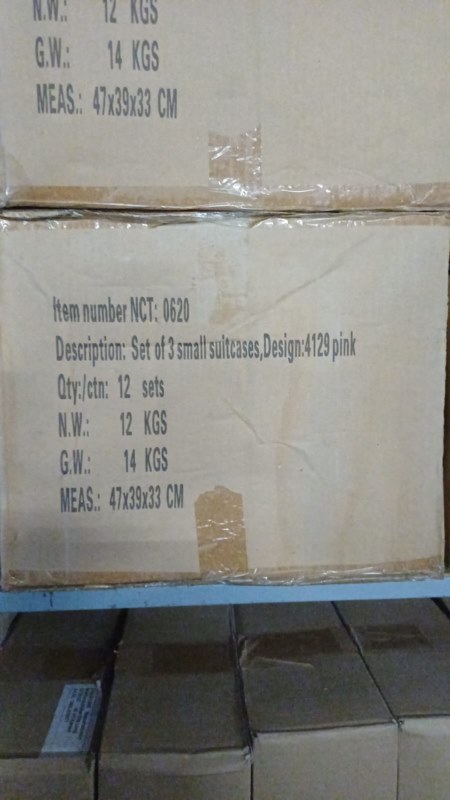 N.W.: 12 KGS
G.W.: 14 KGS
MEAS.: 47x39x33 CM
Item number NCT: 0620
Description: Set of 3 small suitcases,Design:4129 pink
Qty:/ctn: 12 sets
N.W.: 12 KGS
G.W.: 14 KGS
MEAS.: 47x39x33 CM